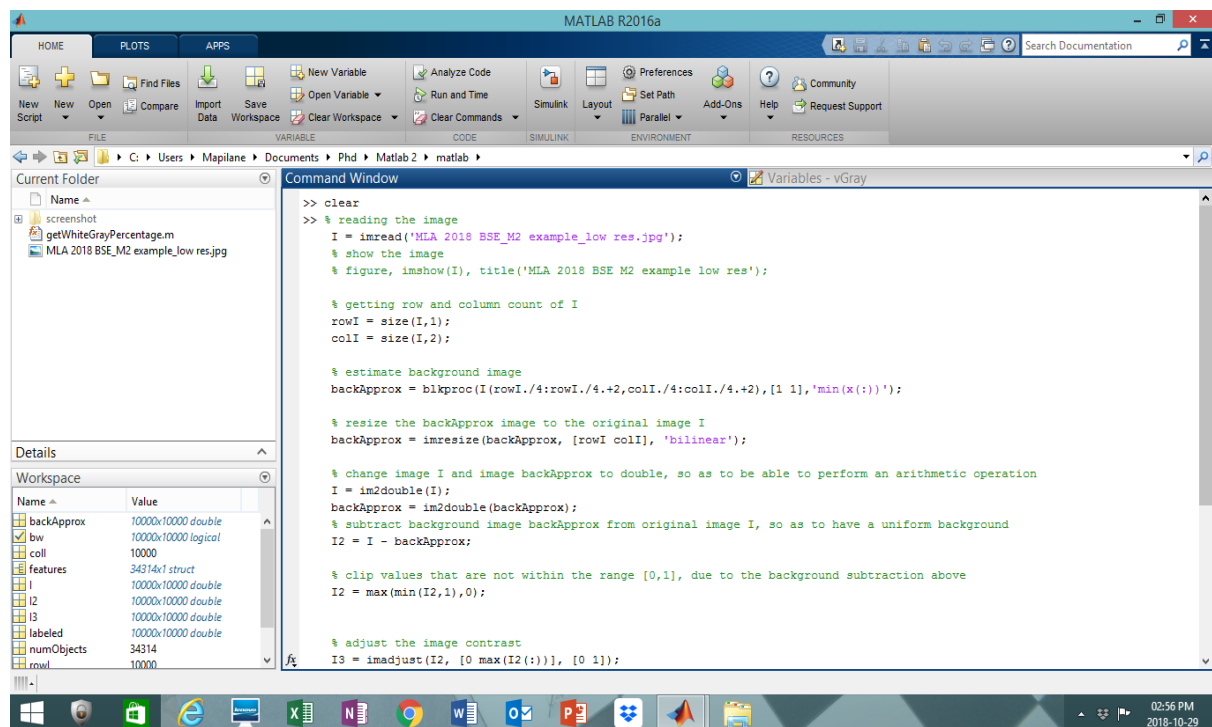 MATLAB R2016a
HOME PLOTS APPS
Search Documentation
New Script
New
Open
Find Files
Compare
Import Data
Save Workspace
New Variable
Open Variable
Clear Workspace
Analyze Code
Run and Time
Clear Commands
Simulink
Layout
Preferences
Set Path
Parallel
Add-Ons
Help
Community
Request Support
FILE VARIABLE CODE SIMULINK ENVIRONMENT RESOURCES
C: Users Mapilane Documents Phd Matlab 2 matlab
Current Folder
Name
screenshot
getWhiteGrayPercentage.m
MLA 2018 BSE_M2 example_low res.jpg
Details
Workspace
Name Value
backApprox 10000x10000 double
bw 10000x10000 logical
colI 10000
features 34314x1 struct
I 10000x10000 double
I2 10000x10000 double
I3 10000x10000 double
labeled 10000x10000 double
numObjects 34314
rowI 10000
Command Window
Variables - vGray
>> clear
>> % reading the image
I = imread('MLA 2018 BSE_M2 example_low res.jpg');
% show the image
% figure, imshow(I), title('MLA 2018 BSE M2 example low res');
% getting row and column count of I
rowI = size(I,1);
colI = size(I,2);
% estimate background image
backApprox = blkproc(I(rowI./4:rowI./4.+2,colI./4:colI./4.+2),[1 1],'min(x(:))');
% resize the backApprox image to the original image I
backApprox = imresize(backApprox, [rowI colI], 'bilinear');
% change image I and image backApprox to double, so as to be able to perform an arithmetic operation
I = im2double(I);
backApprox = im2double(backApprox);
% subtract background image backApprox from original image I, so as to have a uniform background
I2 = I - backApprox;
% clip values that are not within the range [0,1], due to the background subtraction above
I2 = max(min(I2,1),0);
% adjust the image contrast
fx I3 = imadjust(I2, [0 max(I2(:))], [0 1]);
02:56 PM
2018-10-29